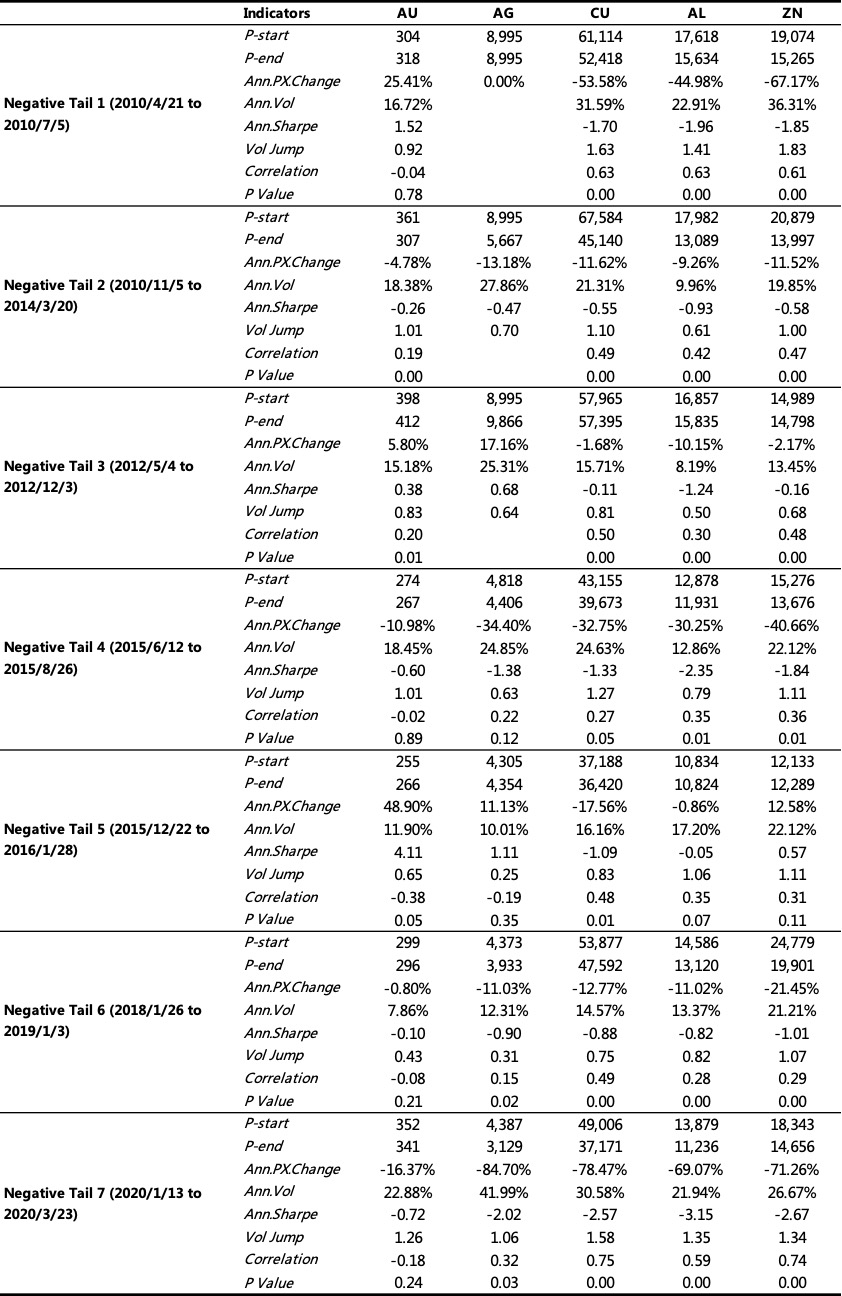 Indicators AU AG CU AL ZN
P-start 304 8,995 61,114 17,618 19,074
P-end 318 8,995 52,418 15,634 15,265
Ann.PX.Change 25.41% 0.00% -53.58% -44.98% -67.17%
Negative Tail 1 (2010/4/21 to
2010/7/5)
Ann.Vol 16.72% 31.59% 22.91% 36.31%
Ann.Sharpe 1.52 -1.70 -1.96 -1.85
Vol Jump 0.92 1.63 1.41 1.83
Correlation -0.04 0.63 0.63 0.61
P Value 0.78 0.00 0.00 0.00
P-start 361 8,995 67,584 17,982 20,879
P-end 307 5,667 45,140 13,089 13,997
Ann.PX.Change -4.78% -13.18% -11.62% -9.26% -11.52%
Negative Tail 2 (2010/11/5 to
2014/3/20)
Ann.Vol 18.38% 27.86% 21.31% 9.96% 19.85%
Ann.Sharpe -0.26 -0.47 -0.55 -0.93 -0.58
Vol Jump 1.01 0.70 1.10 0.61 1.00
Correlation 0.19 0.49 0.42 0.47
P Value 0.00 0.00 0.00 0.00
P-start 398 8,995 57,965 16,857 14,989
P-end 412 9,866 57,395 15,835 14,798
Ann.PX.Change 5.80% 17.16% -1.68% -10.15% -2.17%
Negative Tail 3 (2012/5/4 to
2012/12/3)
Ann.Vol 15.18% 25.31% 15.71% 8.19% 13.45%
Ann.Sharpe 0.38 0.68 -0.11 -1.24 -0.16
Vol Jump 0.83 0.64 0.81 0.50 0.68
Correlation 0.20 0.50 0.30 0.48
P Value 0.01 0.00 0.00 0.00
P-start 274 4,818 43,155 12,878 15,276
P-end 267 4,406 39,673 11,931 13,676
Ann.PX.Change -10.98% -34.40% -32.75% -30.25% -40.66%
Negative Tail 4 (2015/6/12 to
2015/8/26)
Ann.Vol 18.45% 24.85% 24.63% 12.86% 22.12%
Ann.Sharpe -0.60 -1.38 -1.33 -2.35 -1.84
Vol Jump 1.01 0.63 1.27 0.79 1.11
Correlation -0.02 0.22 0.27 0.35 0.36
P Value 0.89 0.12 0.05 0.01 0.01
P-start 255 4,305 37,188 10,834 12,133
P-end 266 4,354 36,420 10,824 12,289
Ann.PX.Change 48.90% 11.13% -17.56% -0.86% 12.58%
Negative Tail 5 (2015/12/22 to
2016/1/28)
Ann.Vol 11.90% 10.01% 16.16% 17.20% 22.12%
Ann.Sharpe 4.11 1.11 -1.09 -0.05 0.57
Vol Jump 0.65 0.25 0.83 1.06 1.11
Correlation -0.38 -0.19 0.48 0.35 0.31
P Value 0.05 0.35 0.01 0.07 0.11
P-start 299 4,373 53,877 14,586 24,779
P-end 296 3,933 47,592 13,120 19,901
Ann.PX.Change -0.80% -11.03% -12.77% -11.02% -21.45%
Negative Tail 6 (2018/1/26 to
2019/1/3)
Ann.Vol 7.86% 12.31% 14.57% 13.37% 21.21%
Ann.Sharpe -0.10 -0.90 -0.88 -0.82 -1.01
Vol Jump 0.43 0.31 0.75 0.82 1.07
Correlation -0.08 0.15 0.49 0.28 0.29
P Value 0.21 0.02 0.00 0.00 0.00
P-start 352 4,387 49,006 13,879 18,343
P-end 341 3,129 37,171 11,236 14,656
Ann.PX.Change -16.37% -84.70% -78.47% -69.07% -71.26%
Negative Tail 7 (2020/1/13 to
2020/3/23)
Ann.Vol 22.88% 41.99% 30.58% 21.94% 26.67%
Ann.Sharpe -0.72 -2.02 -2.57 -3.15 -2.67
Vol Jump 1.26 1.06 1.58 1.35 1.34
Correlation -0.18 0.32 0.75 0.59 0.74
P Value 0.24 0.03 0.00 0.00 0.00